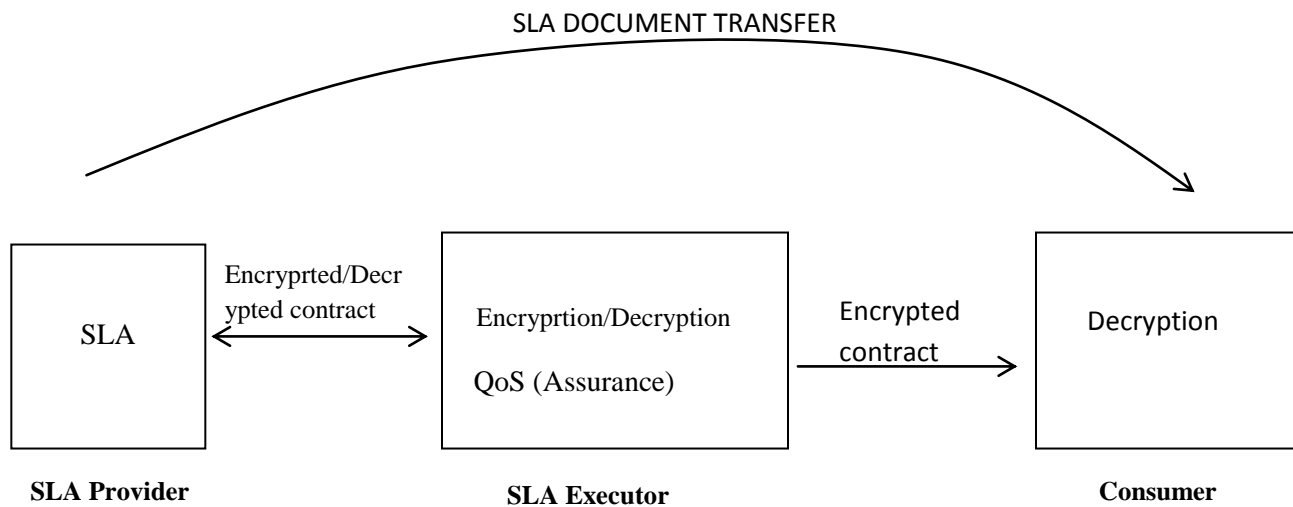 SLA DOCUMENT TRANSFER
Encryprted/Decr
ypted contract
SLA
Encryprtion/Decryption
QoS (Assurance)
Encrypted
contract
Decryption
SLA Provider
SLA Executor
Consumer